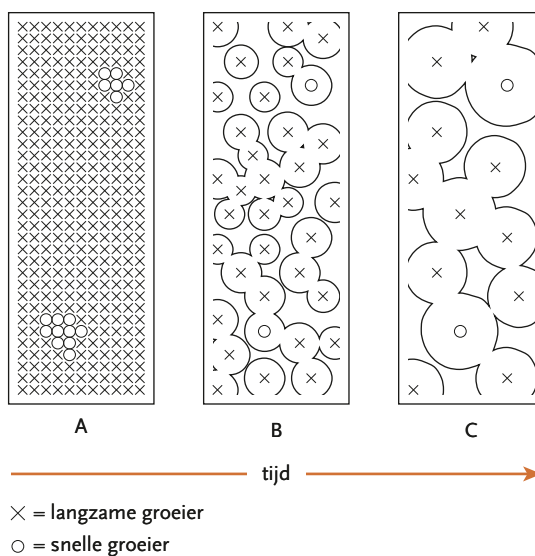 A
B
C
tijd
= langzame groeier
= snelle groeier